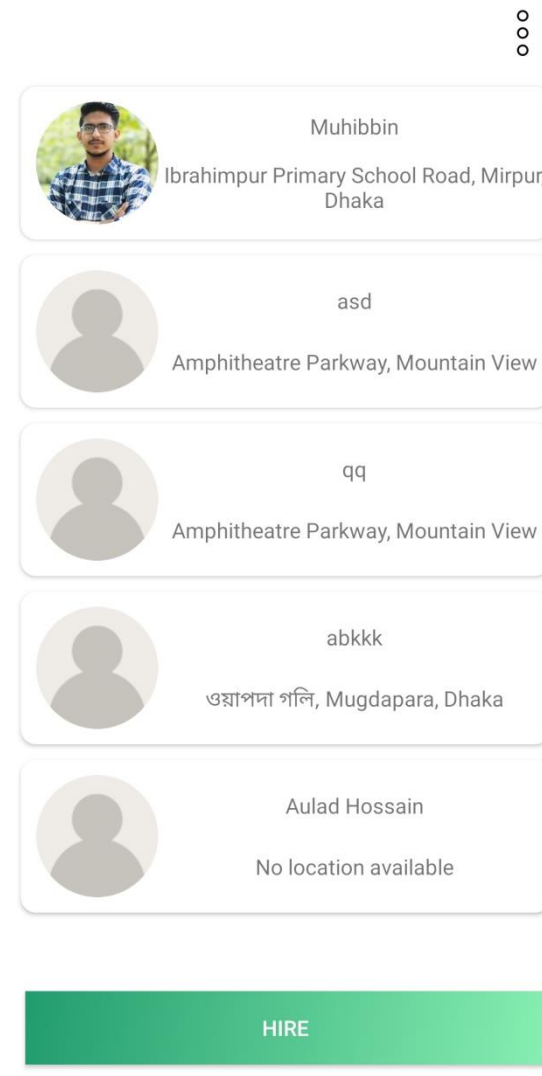 Muhibbin
Ibrahimpur Primary School Road, Mirpur,
Dhaka
asd
Amphitheatre Parkway, Mountain View
qq
Amphitheatre Parkway, Mountain View
abkkk
ওয়াপদা গলি, Mugdapara, Dhaka
Aulad Hossain
No location available
HIRE